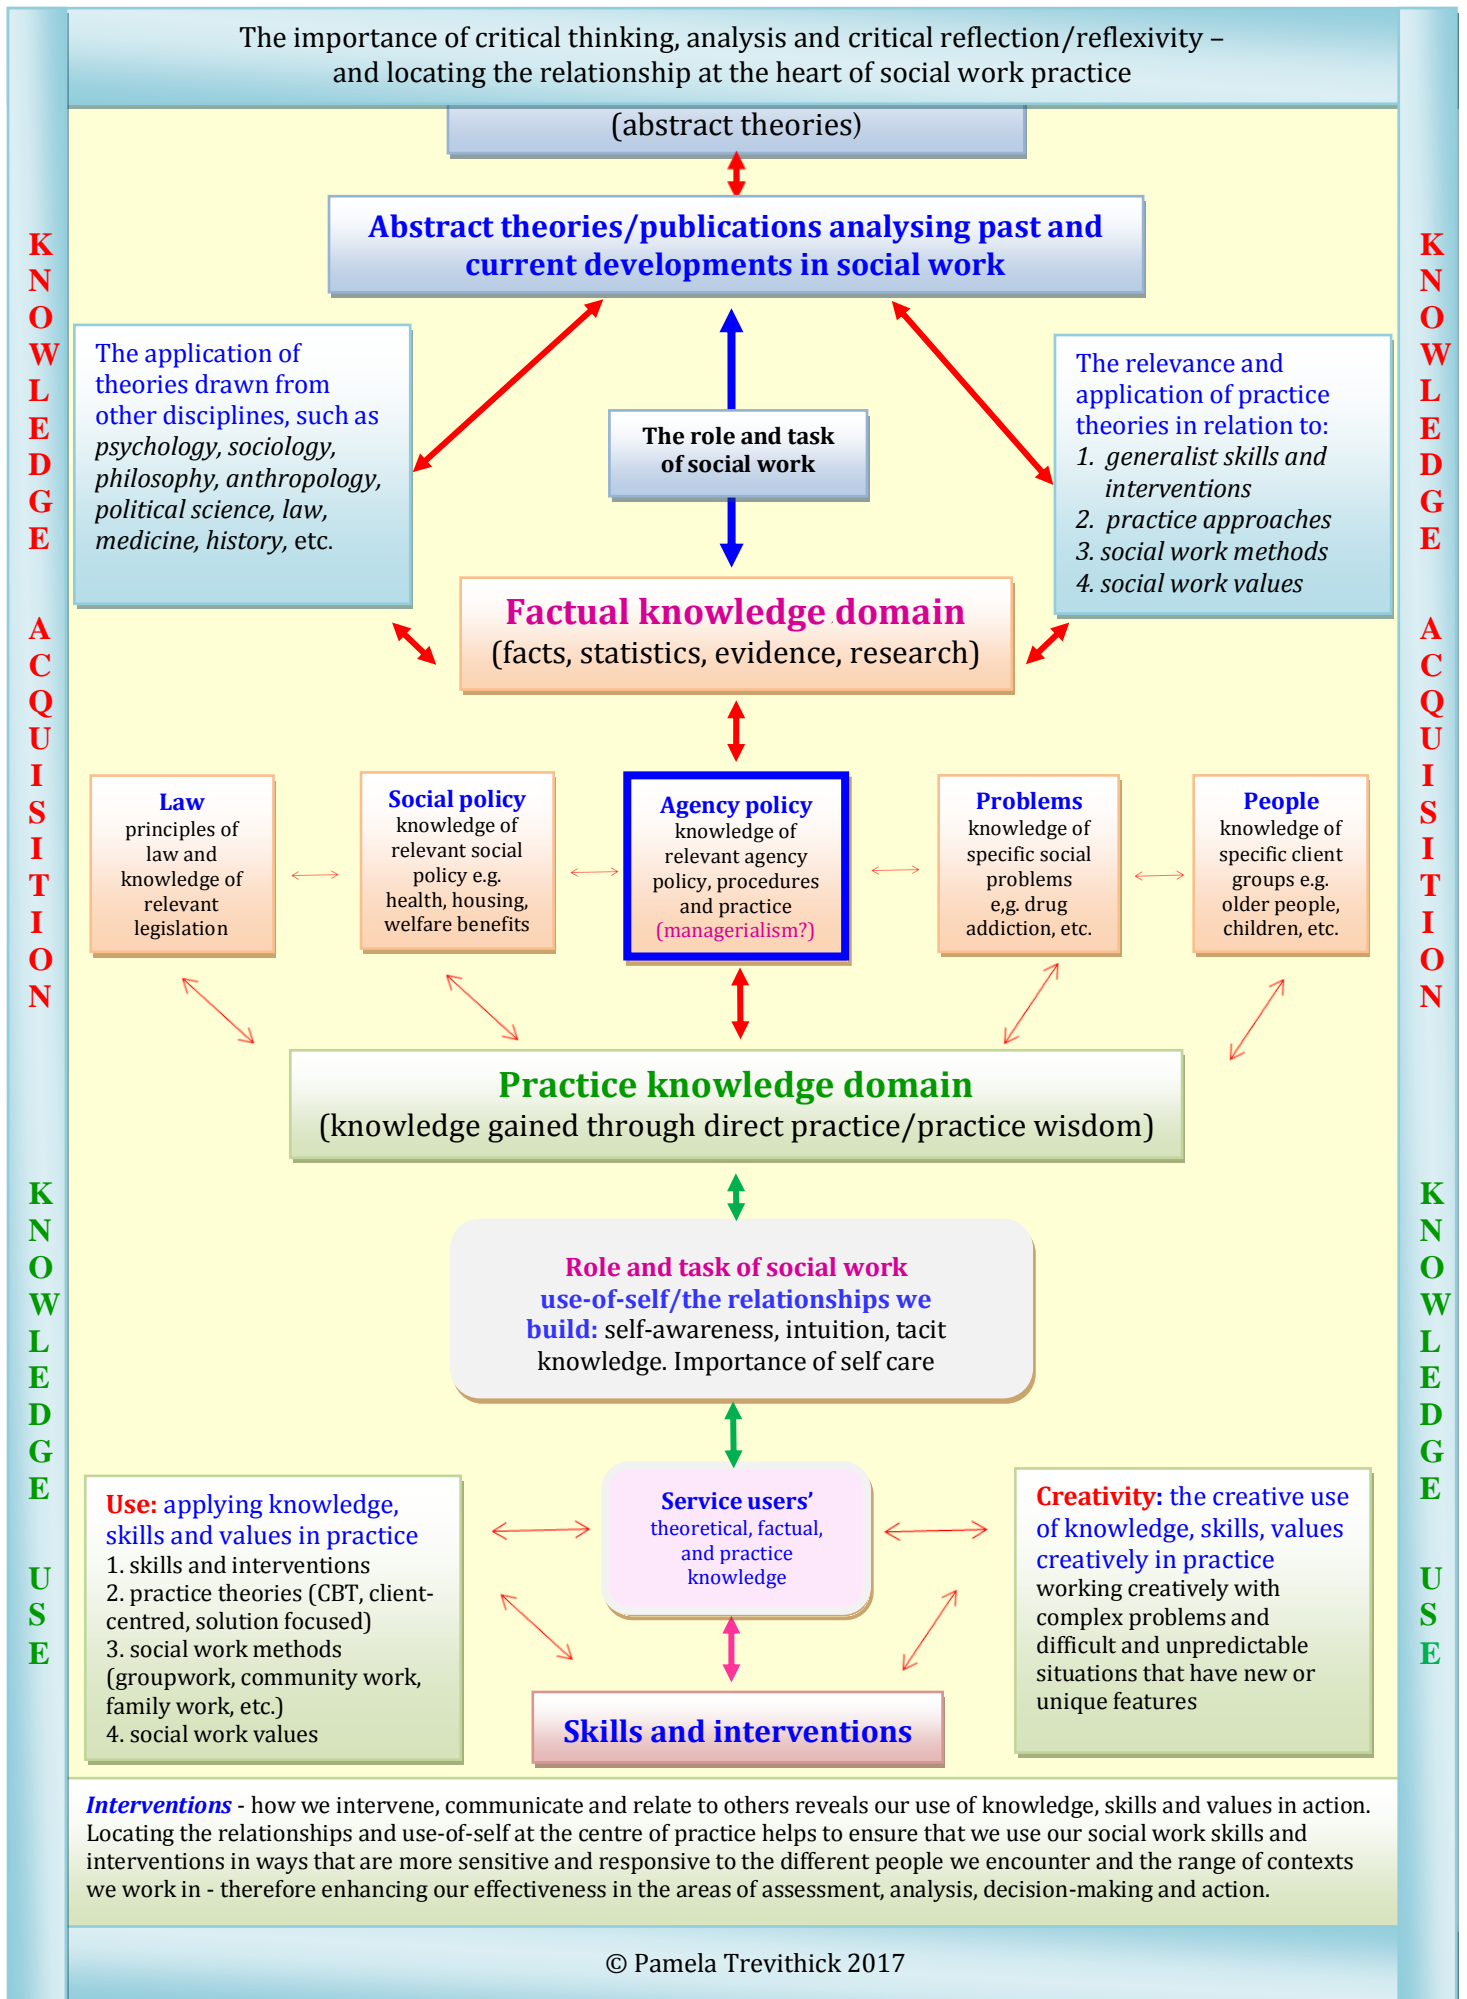 The importance of critical thinking, analysis and critical reflection/reflexivity –
and locating the relationship at the heart of social work practice
(abstract theories)
Abstract theories/publications analysing past and
current developments in social work
KNOWLEDGE ACQUISITION
The application of
theories drawn from
other disciplines, such as
psychology, sociology,
philosophy, anthropology,
political science, law,
medicine, history, etc.
The role and task
of social work
The relevance and
application of practice
theories in relation to:
1. generalist skills and
interventions
2. practice approaches
3. social work methods
4. social work values
KNOWLEDGE ACQUISITION
Factual knowledge domain
(facts, statistics, evidence, research)
Law
principles of
law and
knowledge of
relevant
legislation
Social policy
knowledge of
relevant social
policy e.g.
health, housing,
welfare benefits
Agency policy
knowledge of
relevant agency
policy, procedures
and practice
(managerialism?)
Problems
knowledge of
specific social
problems
e,g. drug
addiction, etc.
People
knowledge of
specific client
groups e.g.
older people,
children, etc.
Practice knowledge domain
(knowledge gained through direct practice/practice wisdom)
KNOWLEDGE USE
Role and task of social work
use-of-self/the relationships we
build: self-awareness, intuition, tacit
knowledge. Importance of self care
KNOWLEDGE USE
Use: applying knowledge,
skills and values in practice
1. skills and interventions
2. practice theories (CBT, client-
centred, solution focused)
3. social work methods
(groupwork, community work,
family work, etc.)
4. social work values
Service users’
theoretical, factual,
and practice
knowledge
Creativity: the creative use
of knowledge, skills, values
creatively in practice
working creatively with
complex problems and
difficult and unpredictable
situations that have new or
unique features
Skills and interventions
Interventions - how we intervene, communicate and relate to others reveals our use of knowledge, skills and values in action.
Locating the relationships and use-of-self at the centre of practice helps to ensure that we use our social work skills and
interventions in ways that are more sensitive and responsive to the different people we encounter and the range of contexts
we work in - therefore enhancing our effectiveness in the areas of assessment, analysis, decision-making and action.
© Pamela Trevithick 2017